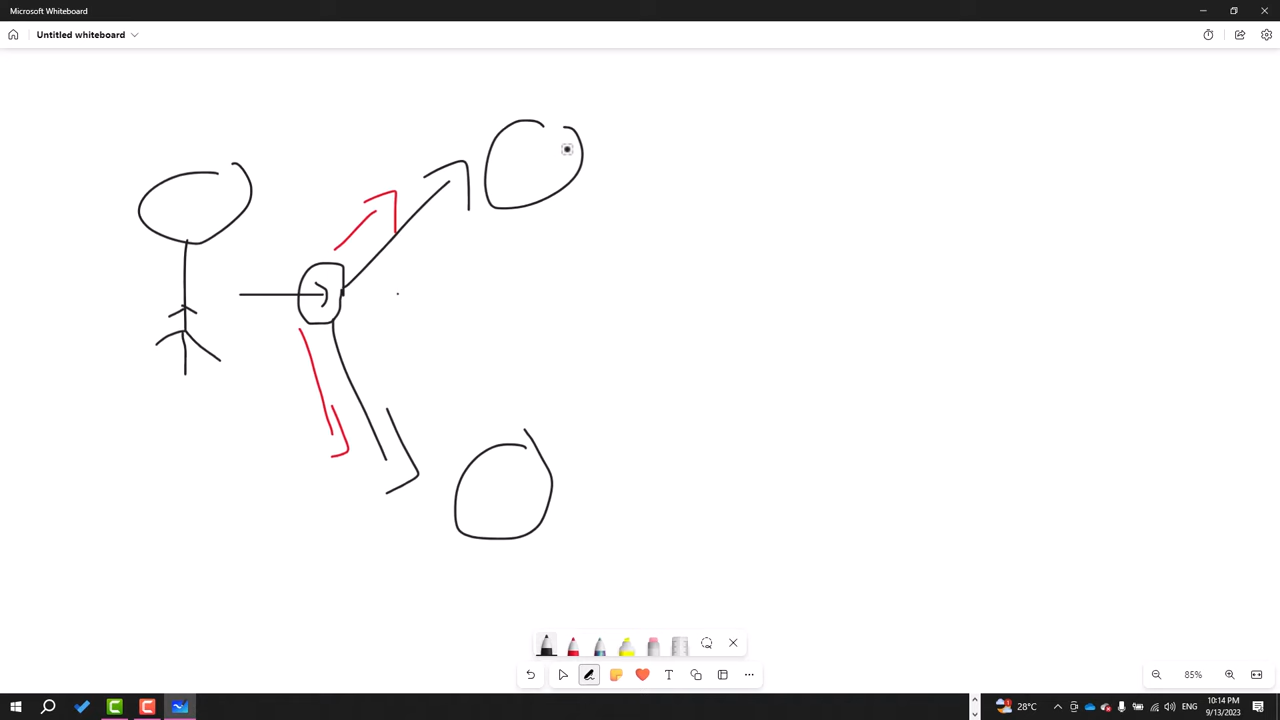 Microsoft Whiteboard
Untitled whiteboard
85%
28°C
ENG
10:14 PM
9/13/2023